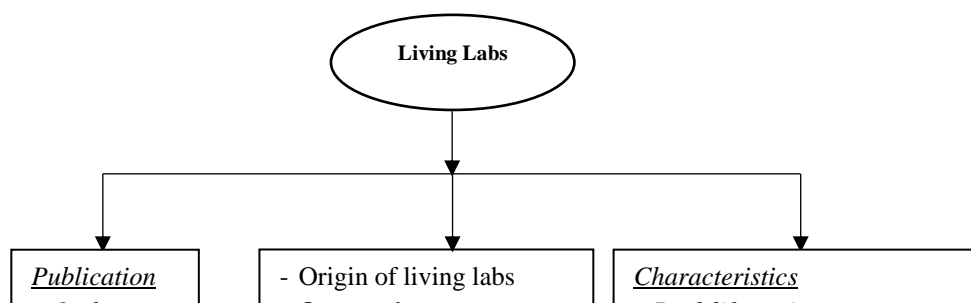 Living Labs
Publication
- Origin of living labs
Characteristics